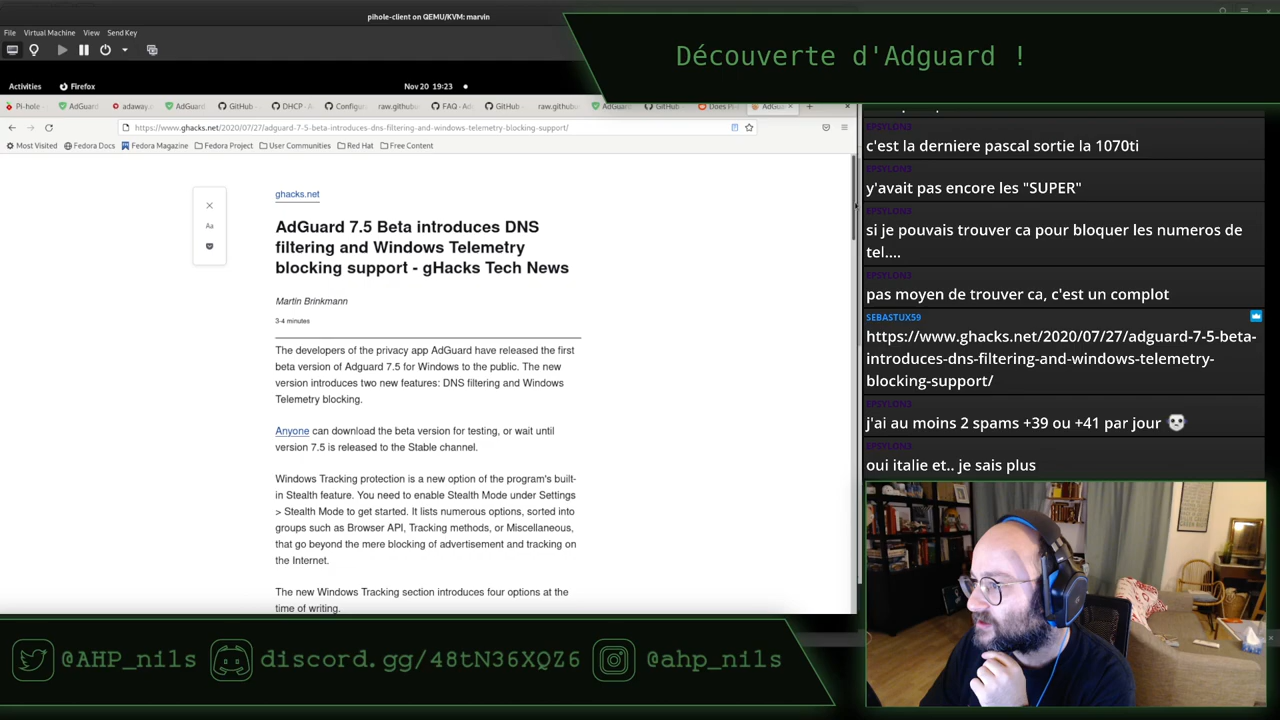 pihole-client on QEMU/KVM: marvin
File Virtual Machine View Send Key
Découverte d'Adguard !
Activities Firefox Nov 20 19:23
Pi-hole AdGuard adaway. AdGuard GitHub DHCP - A Configu raw.githubu FAQ - Ad GitHub raw.githubu AdGuard GitHub Does Pi AdGu
https://www.ghacks.net/2020/07/27/adguard-7-5-beta-introduces-dns-filtering-and-windows-telemetry-blocking-support/
Most Visited Fedora Docs Fedora Magazine Fedora Project User Communities Red Hat Free Content
ghacks.net
Aa
AdGuard 7.5 Beta introduces DNS
filtering and Windows Telemetry
blocking support - gHacks Tech News
Martin Brinkmann
3-4 minutes
The developers of the privacy app AdGuard have released the first
beta version of Adguard 7.5 for Windows to the public. The new
version introduces two new features: DNS filtering and Windows
Telemetry blocking.
Anyone can download the beta version for testing, or wait until
version 7.5 is released to the Stable channel.
Windows Tracking protection is a new option of the program's built-
in Stealth feature. You need to enable Stealth Mode under Settings
> Stealth Mode to get started. It lists numerous options, sorted into
groups such as Browser API, Tracking methods, or Miscellaneous,
that go beyond the mere blocking of advertisement and tracking on
the Internet.
The new Windows Tracking section introduces four options at the
time of writing.
EPSYLON3
c'est la derniere pascal sortie la 1070ti
EPSYLON3
y'avait pas encore les "SUPER"
EPSYLON3
si je pouvais trouver ca pour bloquer les numeros de
tel....
EPSYLON3
pas moyen de trouver ca, c'est un complot
SEBASTUX59
https://www.ghacks.net/2020/07/27/adguard-7-5-beta-
introduces-dns-filtering-and-windows-telemetry-
blocking-support/
EPSYLON3
j'ai au moins 2 spams +39 ou +41 par jour 💀
EPSYLON3
oui italie et.. je sais plus
@AHP_nils discord.gg/48tN36XQZ6 @ahp_nils